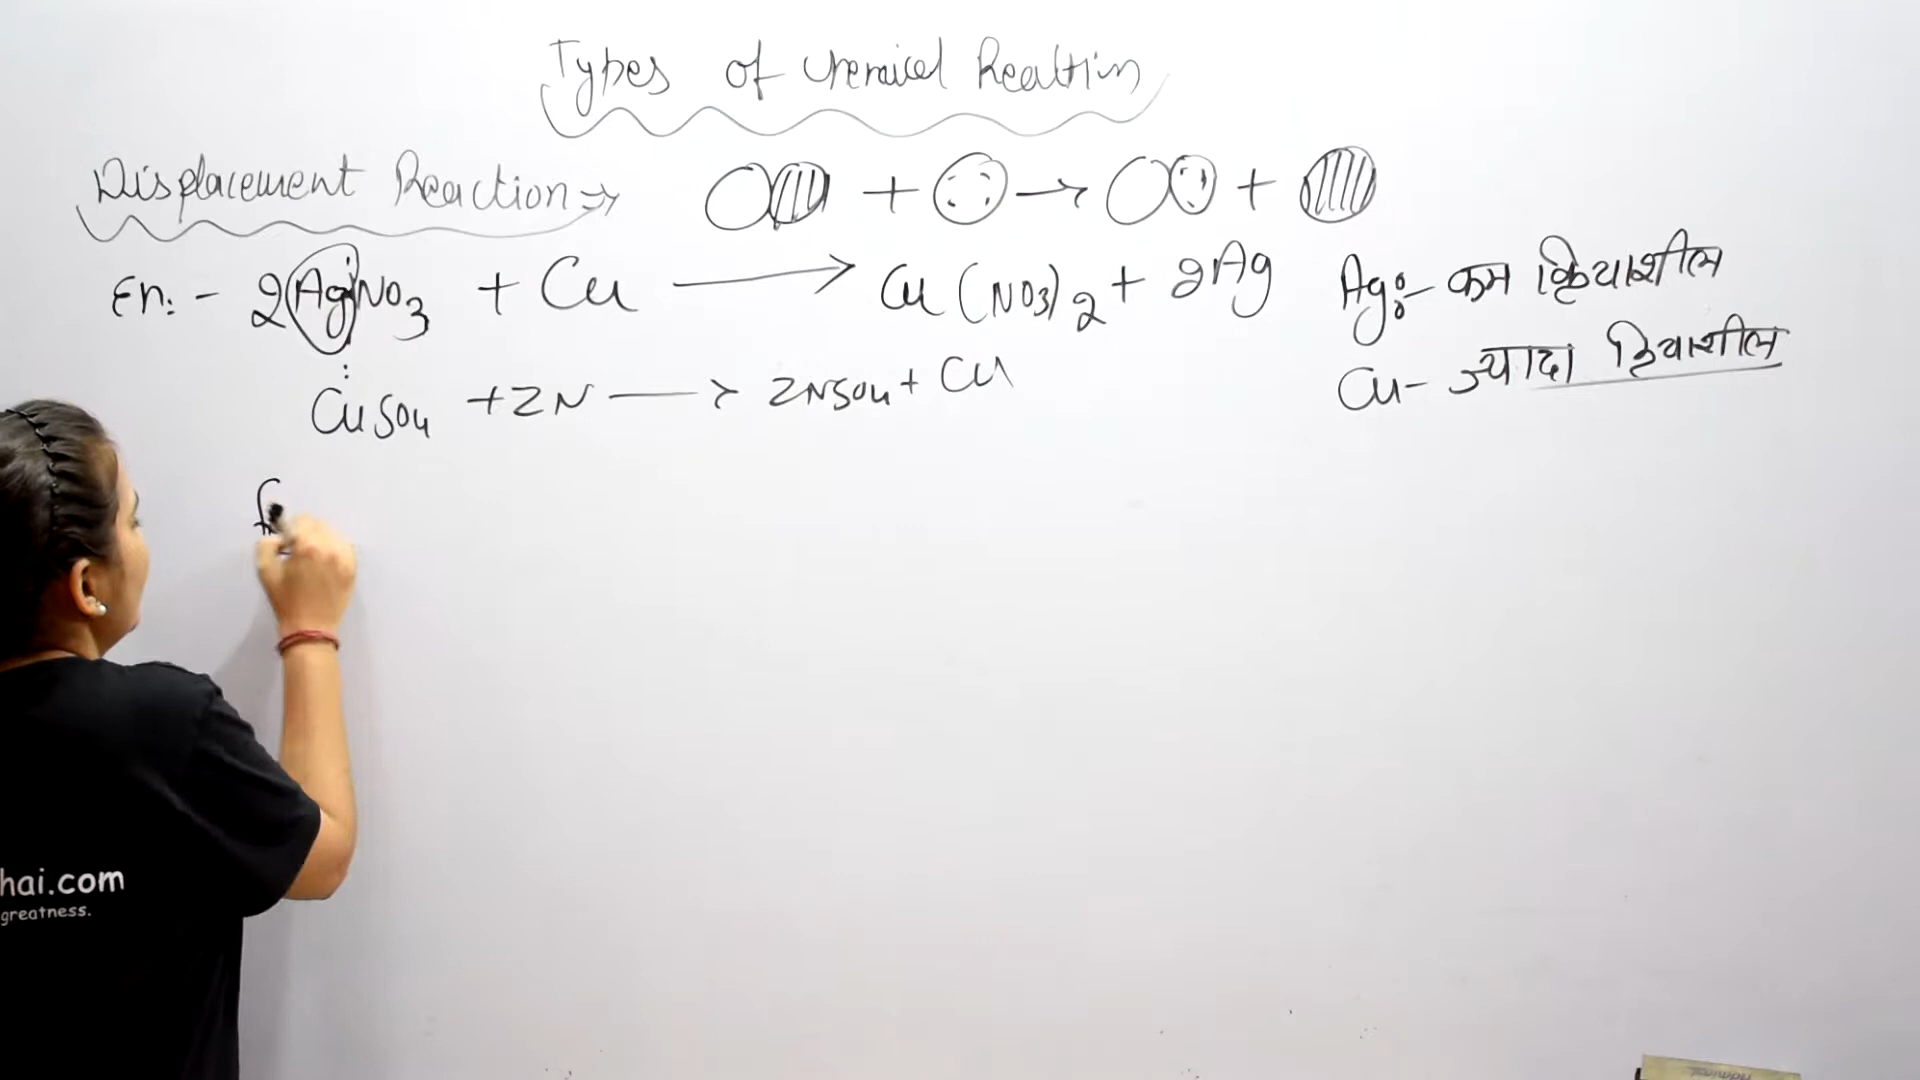 Types of Chemical Reaction
Displacement Reaction ⇒
+ → +
En: - 2AgNO3 + Cu → Cu(NO3)2 + 2Ag
Ag:- कम क्रियाशील
CuSO4 + ZN → ZNSO4 + Cu
Cu- ज्यादा क्रियाशील
hai.com
greatness.